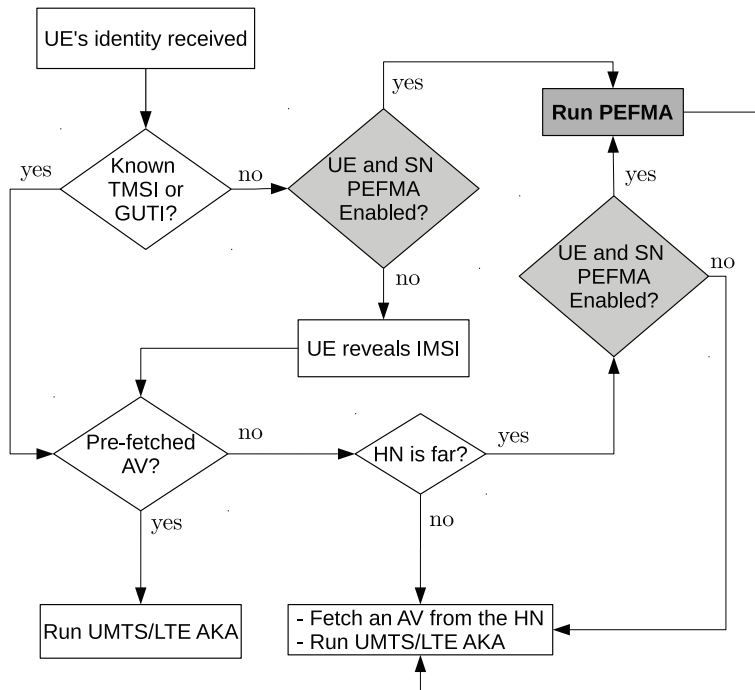 UE's identity received
yes
Run PEFMA
Known
TMSI or
GUTI?
yes
no
UE and SN
PEFMA
Enabled?
yes
UE and SN
PEFMA
Enabled?
no
no
UE reveals IMSI
Pre-fetched
AV?
no
HN is far?
yes
yes
no
Run UMTS/LTE AKA
- Fetch an AV from the HN
- Run UMTS/LTE AKA